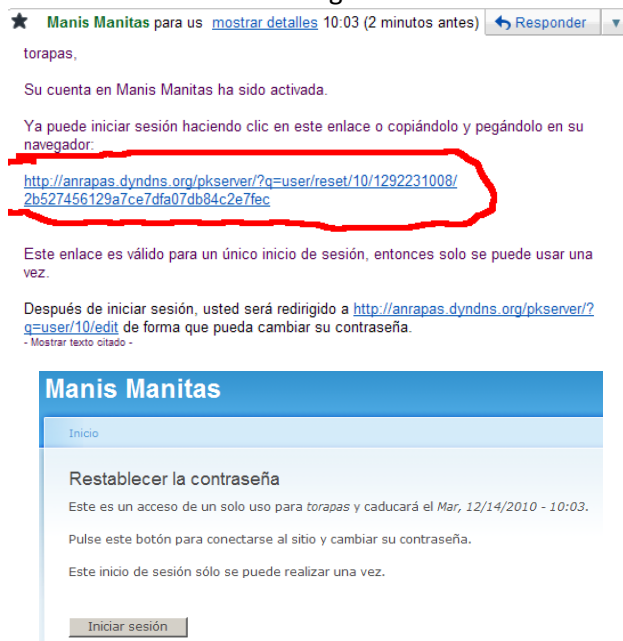 Manis Manitas para us mostrar detalles 10:03 (2 minutos antes) Responder
torapas,
Su cuenta en Manis Manitas ha sido activada.
Ya puede iniciar sesión haciendo clic en este enlace o copiándolo y pegándolo en su
navegador:
http://anrapas.dyndns.org/pkserver/?q=user/reset/10/1292231008/
2b527456129a7ce7dfa07db84c2e7fec
Este enlace es válido para un único inicio de sesión, entonces solo se puede usar una
vez.
Después de iniciar sesión, usted será redirigido a http://anrapas.dyndns.org/pkserver/?
q=user/10/edit de forma que pueda cambiar su contraseña.
- Mostrar texto citado -
Manis Manitas
Inicio
Restablecer la contraseña
Este es un acceso de un solo uso para torapas y caducará el Mar, 12/14/2010 - 10:03.
Pulse este botón para conectarse al sitio y cambiar su contraseña.
Este inicio de sesión sólo se puede realizar una vez.
Iniciar sesión